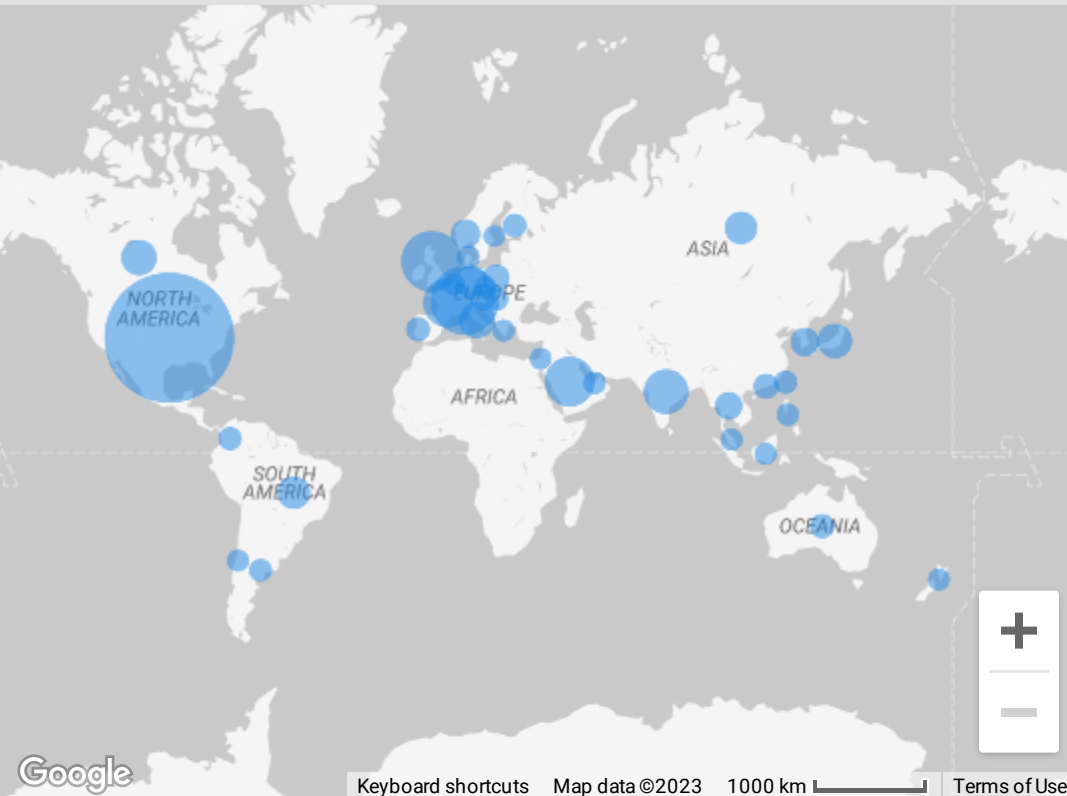 ASIA
NORTH
AMERICA
EUROPE
AFRICA
SOUTH
AMERICA
OCEANIA
Google
Keyboard shortcuts Map data ©2023 1000 km Terms of Use